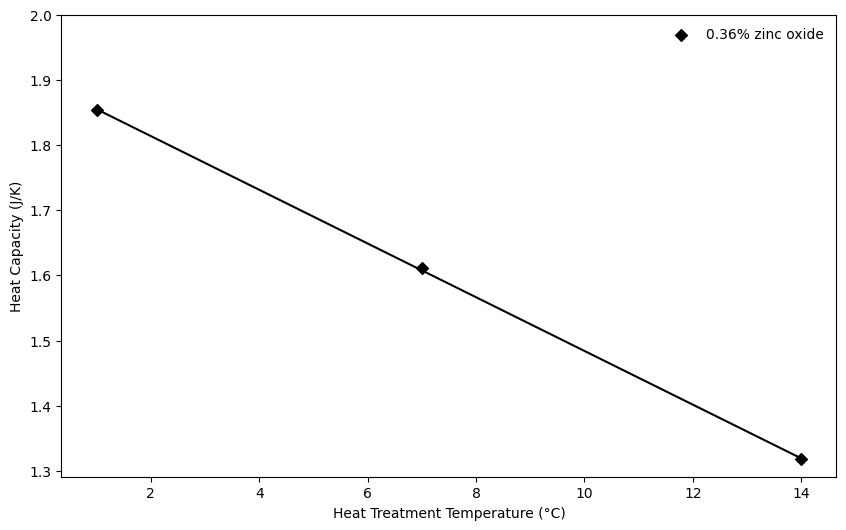 0.36% zinc oxide
Heat Capacity (J/K)
2.0
1.9
1.8
1.7
1.6
1.5
1.4
1.3
2 4 6 8 10 12 14
Heat Treatment Temperature (°C)